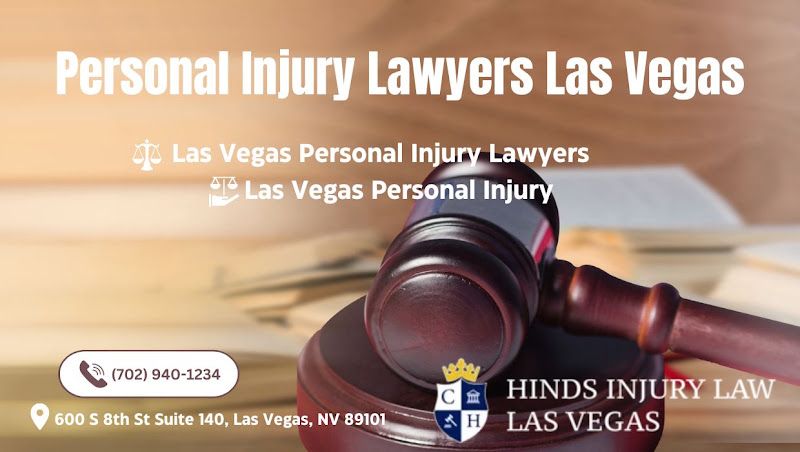 Personal Injury Lawyers Las Vegas
Las Vegas Personal Injury Lawyers
Las Vegas Personal Injury
(702) 940-1234
600 S 8th St Suite 140, Las Vegas, NV 89101
C H
HINDS INJURY LAW
LAS VEGAS